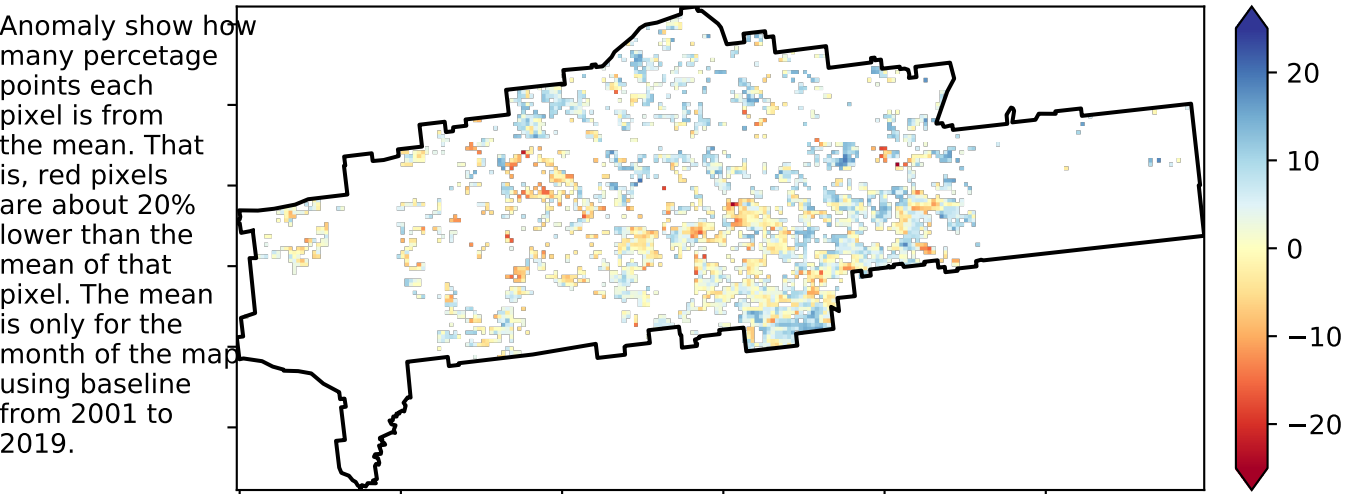 Anomaly show how
many percetage
points each
pixel is from
the mean. That
is, red pixels
are about 20%
lower than the
mean of that
pixel. The mean
is only for the
month of the map
using baseline
from 2001 to
2019.
20
10
0
−10
−20